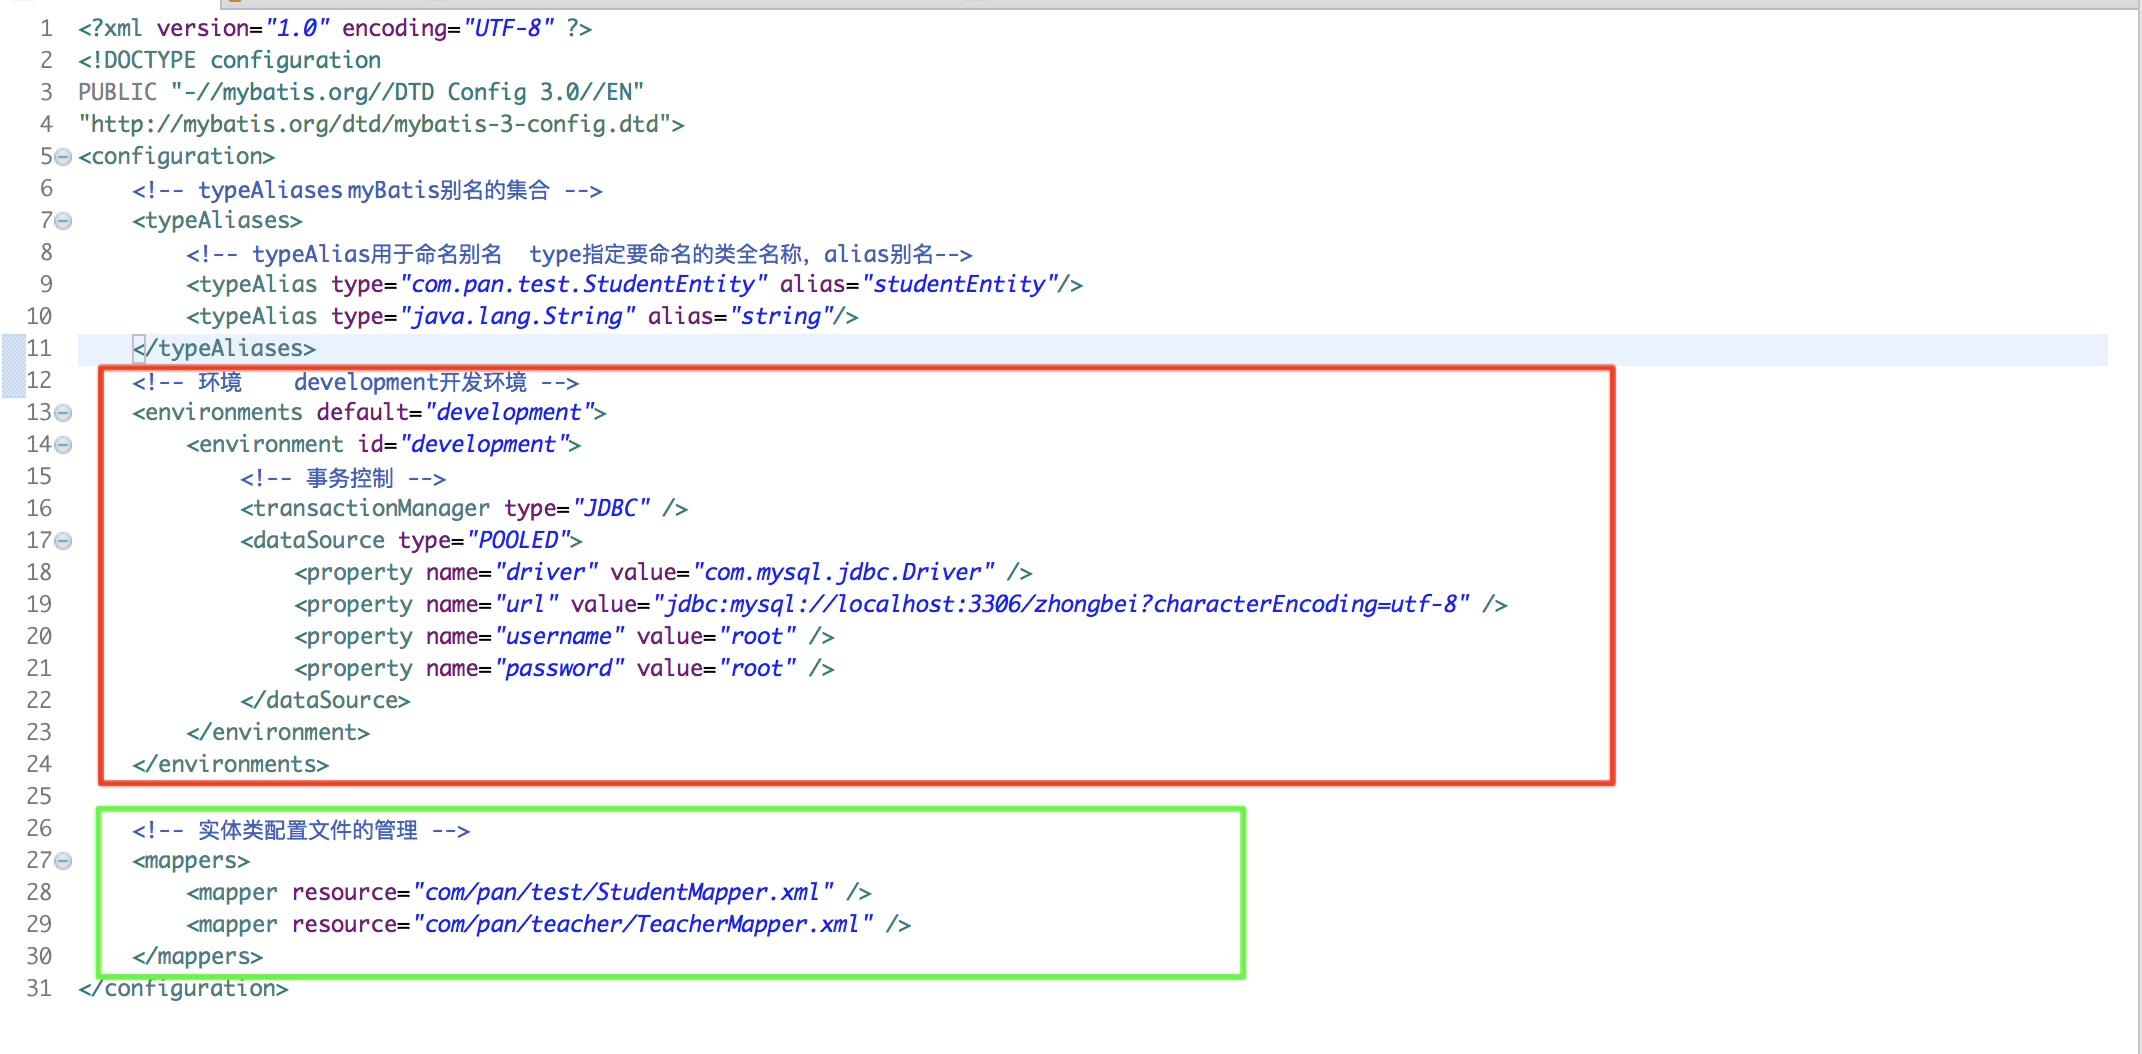 1 <?xml version="1.0" encoding="UTF-8" ?>
2 <!DOCTYPE configuration
3 PUBLIC "-//mybatis.org//DTD Config 3.0//EN"
4 "http://mybatis.org/dtd/mybatis-3-config.dtd">
5 <configuration>
6 <!-- typeAliases myBatis别名的集合 -->
7 <typeAliases>
8 <!-- typeAlias用于命名别名 type指定要命名的类全名称，alias别名-->
9 <typeAlias type="com.pan.test.StudentEntity" alias="studentEntity"/>
10 <typeAlias type="java.lang.String" alias="string"/>
11 </typeAliases>
12 <!-- 环境 development开发环境 -->
13 <environments default="development">
14 <environment id="development">
15 <!-- 事务控制 -->
16 <transactionManager type="JDBC" />
17 <dataSource type="POOLED">
18 <property name="driver" value="com.mysql.jdbc.Driver" />
19 <property name="url" value="jdbc:mysql://localhost:3306/zhongbei?characterEncoding=utf-8" />
20 <property name="username" value="root" />
21 <property name="password" value="root" />
22 </dataSource>
23 </environment>
24 </environments>
25
26 <!-- 实体类配置文件的管理 -->
27 <mappers>
28 <mapper resource="com/pan/test/StudentMapper.xml" />
29 <mapper resource="com/pan/teacher/TeacherMapper.xml" />
30 </mappers>
31 </configuration>